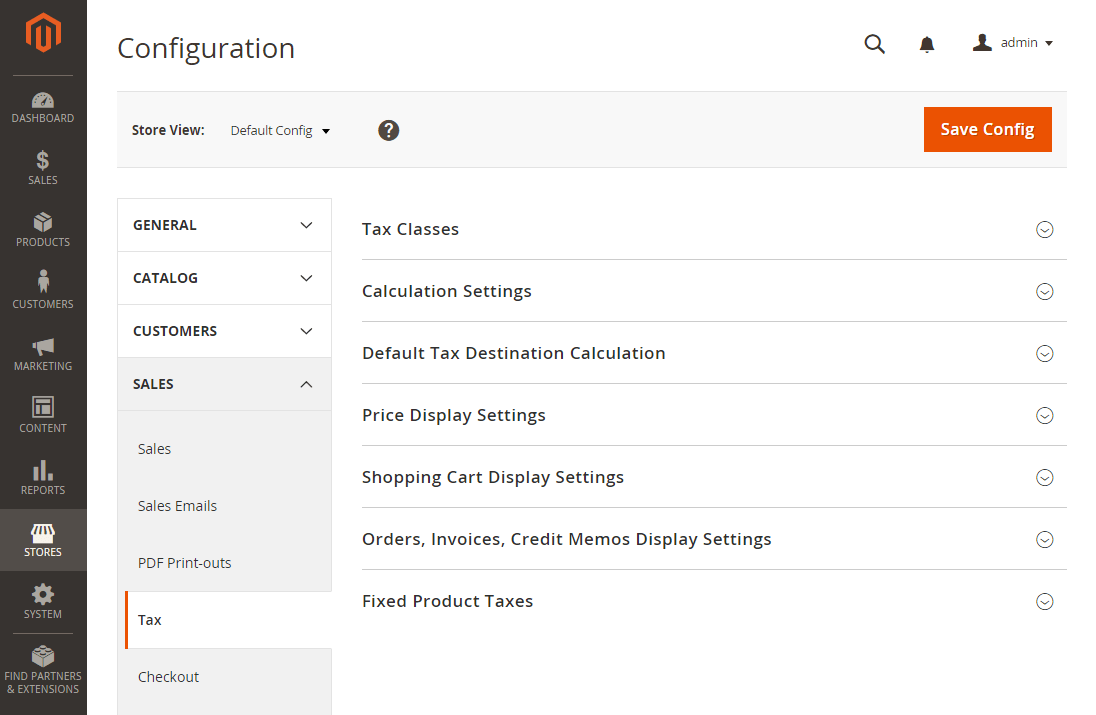 DASHBOARD
SALES
PRODUCTS
CUSTOMERS
MARKETING
CONTENT
REPORTS
STORES
SYSTEM
FIND PARTNERS
& EXTENSIONS
Configuration
admin
Store View: Default Config ?
Save Config
GENERAL
CATALOG
CUSTOMERS
SALES
Sales
Sales Emails
PDF Print-outs
Tax
Checkout
Tax Classes
Calculation Settings
Default Tax Destination Calculation
Price Display Settings
Shopping Cart Display Settings
Orders, Invoices, Credit Memos Display Settings
Fixed Product Taxes